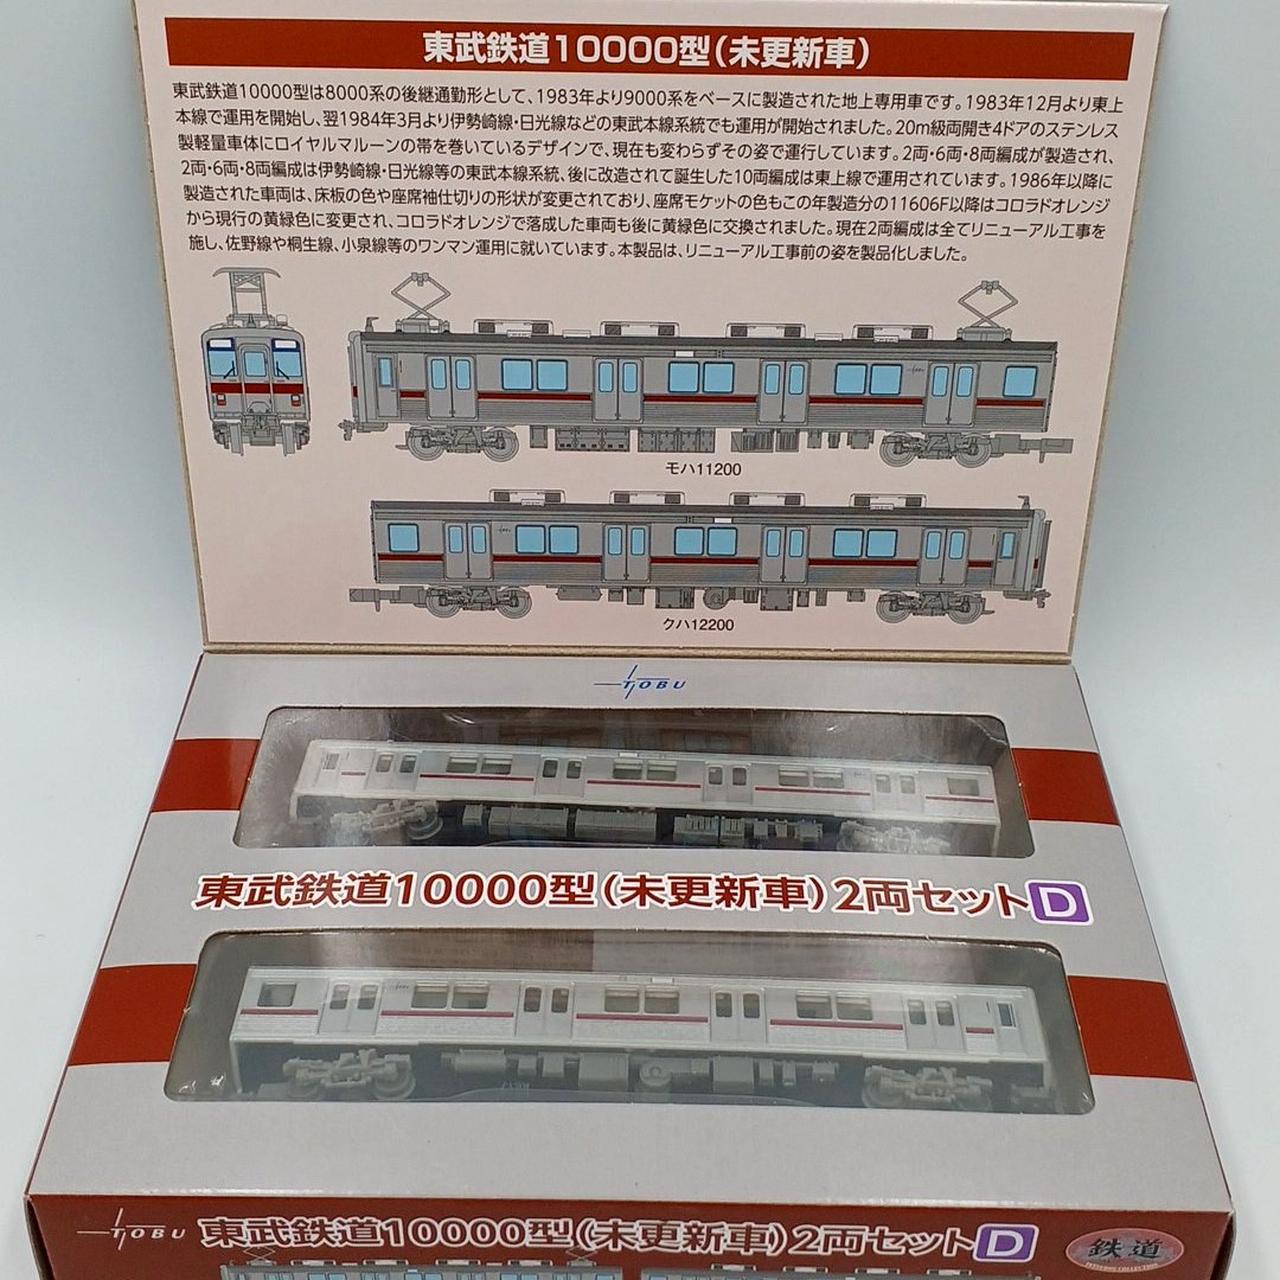 東武鉄道10000型(未更新車)
東武鉄道10000型は8000系の後継通勤形として、1983年より9000系をベースに製造された地上専用車です。1983年12月より東上
本線で運用を開始し、翌1984年3月より伊勢崎線・日光線などの東武本線系統でも運用が開始されました。20m級両開き4ドアのステンレス
製軽量車体にロイヤルマルーンの帯を巻いているデザインで、現在も変わらずその姿で運行しています。2両・6両・8両編成が製造され、
2両・6両・8両編成は伊勢崎線・日光線等の東武本線系統、後に改造されて誕生した10両編成は東上線で運用されています。1986年以降に
製造された車両は、床板の色や座席袖仕切りの形状が変更されており、座席モケットの色もこの年製造分の11606F以降はコロラドオレンジ
から現行の黄緑色に変更され、コロラドオレンジで落成した車両も後に黄緑色に交換されました。現在2両編成は全てリニューアル工事を
施し、佐野線や桐生線、小泉線等のワンマン運用に就いています。本製品は、リニューアル工事前の姿を製品化しました。
モハ11200
クハ12200
TOBU
東武鉄道10000型(未更新車)2両セットD
TOBU 東武鉄道10000型(未更新車)2両セットD 鉄道